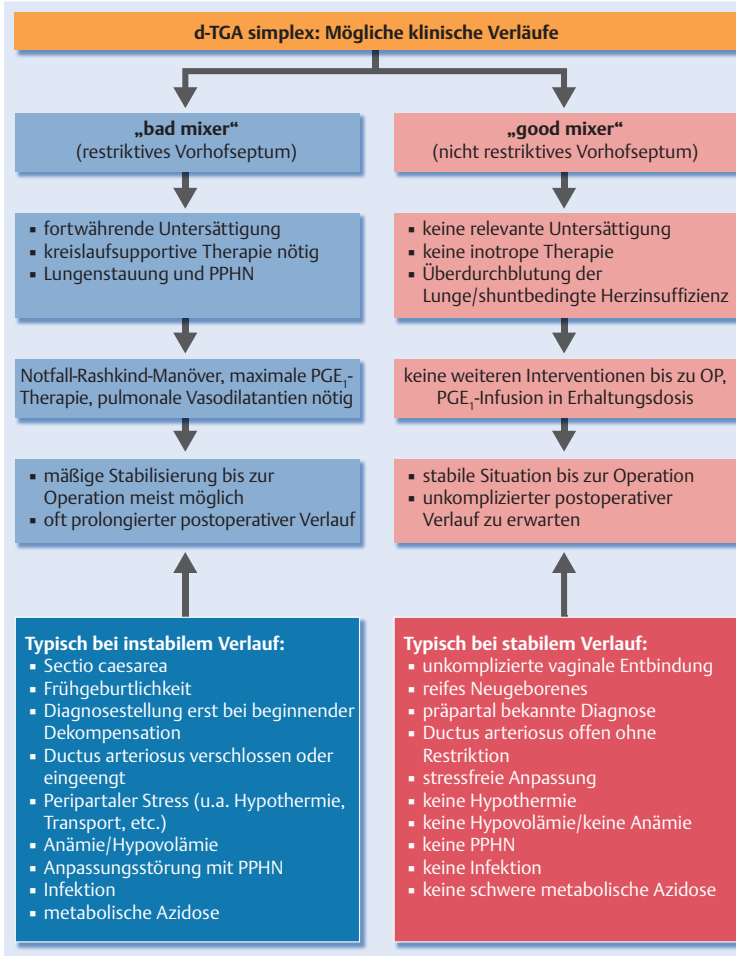 d-TGA simplex: Mögliche klinische Verläufe
„bad mixer“
(restriktives Vorhofseptum)
▪ fortwährende Untersättigung
▪ kreislaufsupportive Therapie nötig
▪ Lungenstauung und PPHN
Notfall-Rashkind-Manöver, maximale PGE₁-
Therapie, pulmonale Vasodilatantien nötig
▪ mäßige Stabilisierung bis zur
Operation meist möglich
▪ oft prolongierter postoperativer Verlauf
Typisch bei instabilem Verlauf:
▪ Sectio caesarea
▪ Frühgeburtlichkeit
▪ Diagnosestellung erst bei beginnender
Dekompensation
▪ Ductus arteriosus verschlossen oder
eingeengt
▪ Peripartaler Stress (u.a. Hypothermie,
Transport, etc.)
▪ Anämie/Hypovolämie
▪ Anpassungsstörung mit PPHN
▪ Infektion
▪ metabolische Azidose
„good mixer“
(nicht restriktives Vorhofseptum)
▪ keine relevante Untersättigung
▪ keine inotrope Therapie
▪ Überdurchblutung der
Lunge/shuntbedingte Herzinsuffizienz
keine weiteren Interventionen bis zu OP,
PGE₁-Infusion in Erhaltungsdosis
▪ stabile Situation bis zur Operation
▪ unkomplizierter postoperativer
Verlauf zu erwarten
Typisch bei stabilem Verlauf:
▪ unkomplizierte vaginale Entbindung
▪ reifes Neugeborenes
▪ präpartal bekannte Diagnose
▪ Ductus arteriosus offen ohne
Restriktion
▪ stressfreie Anpassung
▪ keine Hypothermie
▪ keine Hypovolämie/keine Anämie
▪ keine PPHN
▪ keine Infektion
▪ keine schwere metabolische Azidose